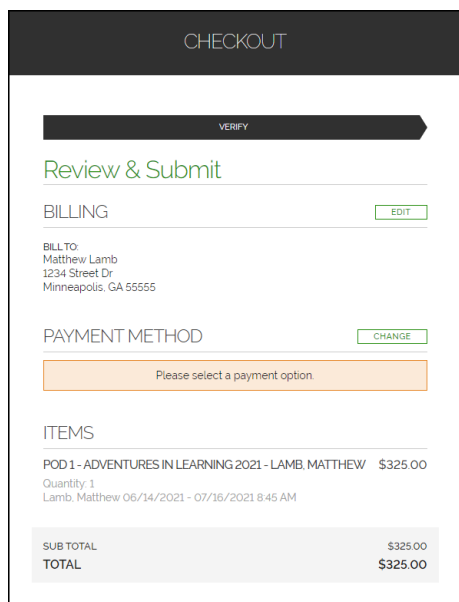 CHECKOUT
VERIFY
Review & Submit
BILLING
EDIT
BILL TO:
Matthew Lamb
1234 Street Dr
Minneapolis, GA 55555
PAYMENT METHOD
CHANGE
Please select a payment option.
ITEMS
POD 1 - ADVENTURES IN LEARNING 2021 - LAMB, MATTHEW $325.00
Quantity: 1
Lamb, Matthew 06/14/2021 - 07/16/2021 8:45 AM
SUB TOTAL $325.00
TOTAL $325.00